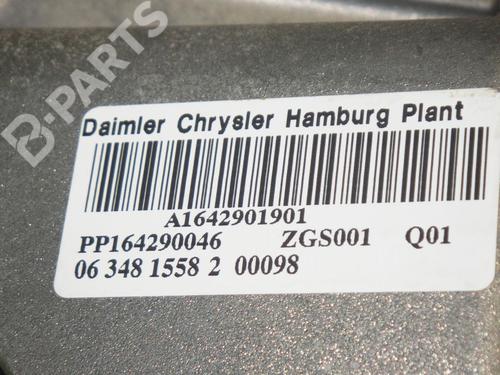 B-PARTS
Daimler Chrysler Hamburg Plant
A1642901901
PP164290046 ZGS001 Q01
06 348 1558 2 00098